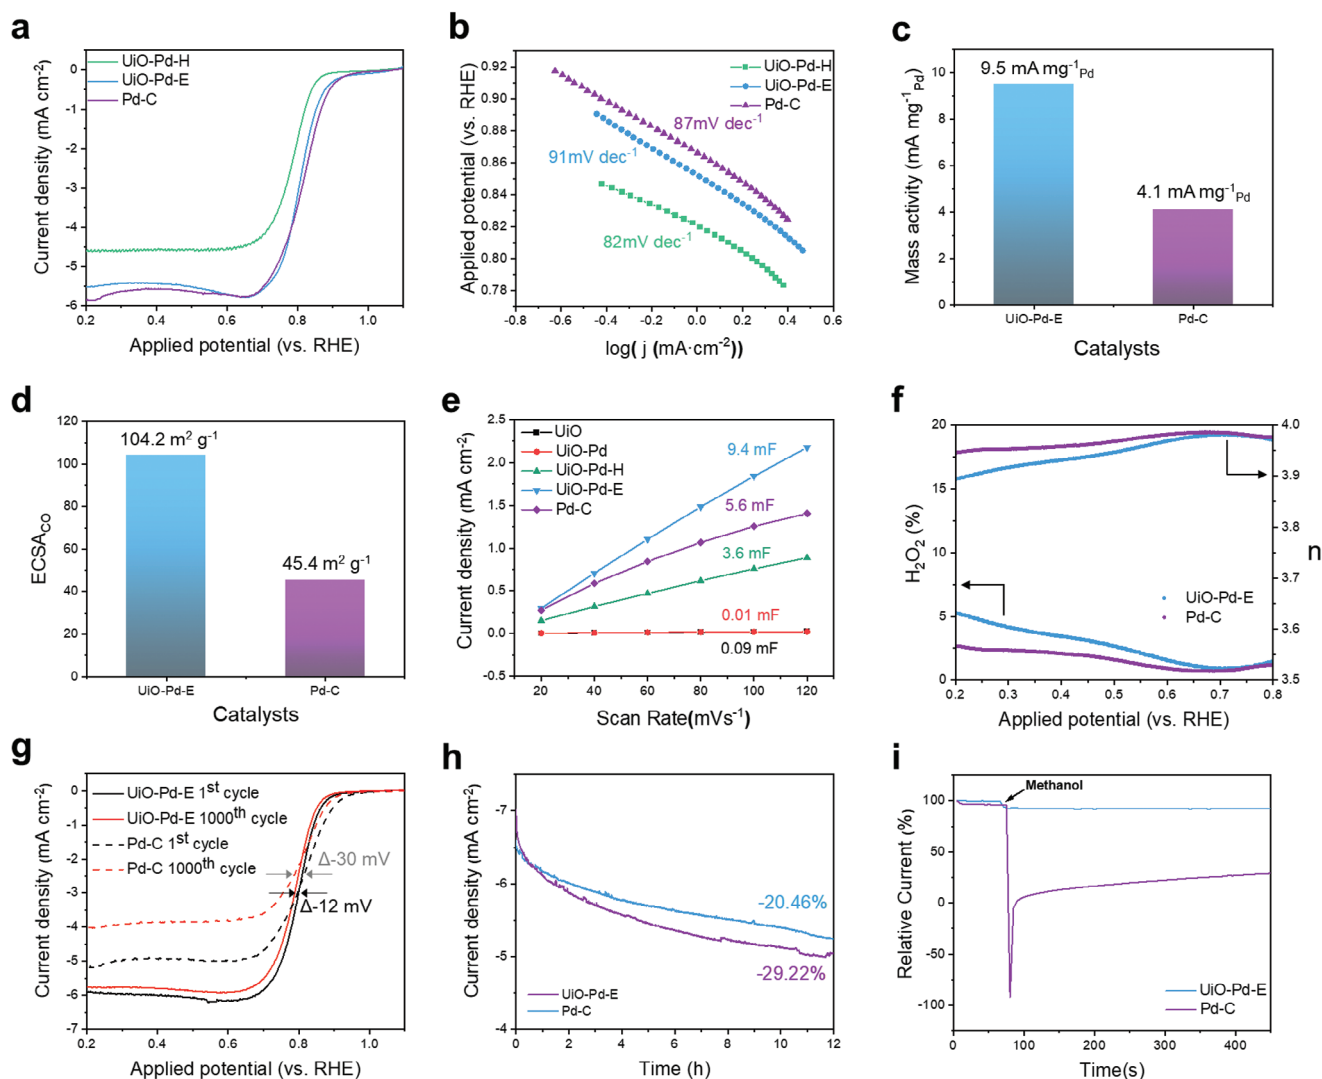 a
UiO-Pd-H
UiO-Pd-E
Pd-C
Current density (mA cm⁻²)
0
-1
-2
-3
-4
-5
-6
0.2 0.4 0.6 0.8 1.0
Applied potential (vs. RHE)
b
UiO-Pd-H
UiO-Pd-E
Pd-C
87mV dec⁻¹
91mV dec⁻¹
82mV dec⁻¹
Applied potential (vs. RHE)
0.92
0.90
0.88
0.86
0.84
0.82
0.80
0.78
-0.8 -0.6 -0.4 -0.2 0.0 0.2 0.4 0.6
log( j (mA·cm⁻²))
c
9.5 mA mg⁻¹Pd
4.1 mA mg⁻¹Pd
Mass activity (mA mg⁻¹Pd)
10
8
6
4
2
0
UiO-Pd-E Pd-C
Catalysts
d
104.2 m² g⁻¹
45.4 m² g⁻¹
ECSACO
120
100
80
60
40
20
0
UiO-Pd-E Pd-C
Catalysts
e
UiO
UiO-Pd
UiO-Pd-H
UiO-Pd-E
Pd-C
9.4 mF
5.6 mF
3.6 mF
0.01 mF
0.09 mF
Current density (mA cm⁻²)
2.5
2.0
1.5
1.0
0.5
0.0
-0.5
20 40 60 80 100 120
Scan Rate(mVs⁻¹)
f
H₂O₂ (%)
20
15
10
5
0
UiO-Pd-E
Pd-C
4.0
3.9
3.8
3.7
3.6
3.5
n
0.2 0.3 0.4 0.5 0.6 0.7 0.8
Applied potential (vs. RHE)
g
UiO-Pd-E 1st cycle
UiO-Pd-E 1000th cycle
Pd-C 1st cycle
Pd-C 1000th cycle
Δ-30 mV
Δ-12 mV
Current density (mA cm⁻²)
0
-1
-2
-3
-4
-5
-6
-7
0.2 0.4 0.6 0.8 1.0
Applied potential (vs. RHE)
h
-20.46%
-29.22%
UiO-Pd-E
Pd-C
Current density (mA cm⁻²)
-7
-6
-5
-4
0 2 4 6 8 10 12
Time (h)
i
Methanol
UiO-Pd-E
Pd-C
Relative Current (%)
100
75
50
25
0
-50
-100
0 100 200 300 400
Time(s)